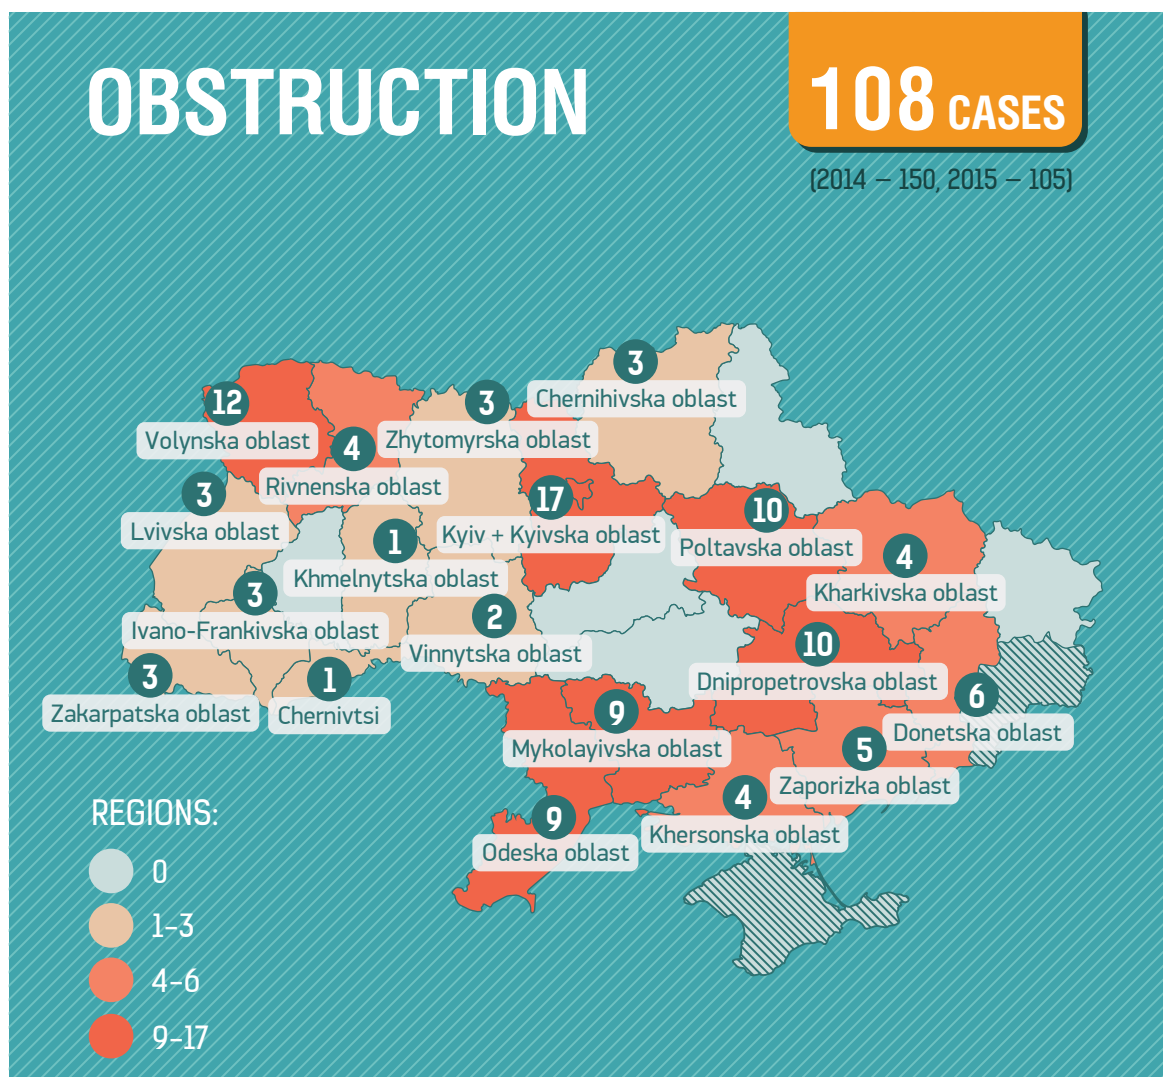 OBSTRUCTION
108 CASES
(2014 – 150, 2015 – 105)
3
Chernihivska oblast
12
Volynska oblast
3
Zhytomyrska oblast
4
Rivnenska oblast
3
Lvivska oblast
17
Kyiv + Kyivska oblast
10
Poltavska oblast
1
Khmelnytska oblast
4
Kharkivska oblast
3
Ivano-Frankivska oblast
2
Vinnytska oblast
10
Dnipropetrovska oblast
3
Zakarpatska oblast
1
Chernivtsi
6
Donetska oblast
9
Mykolayivska oblast
5
Zaporizka oblast
4
Khersonska oblast
9
Odeska oblast
REGIONS:
0
1–3
4–6
9–17